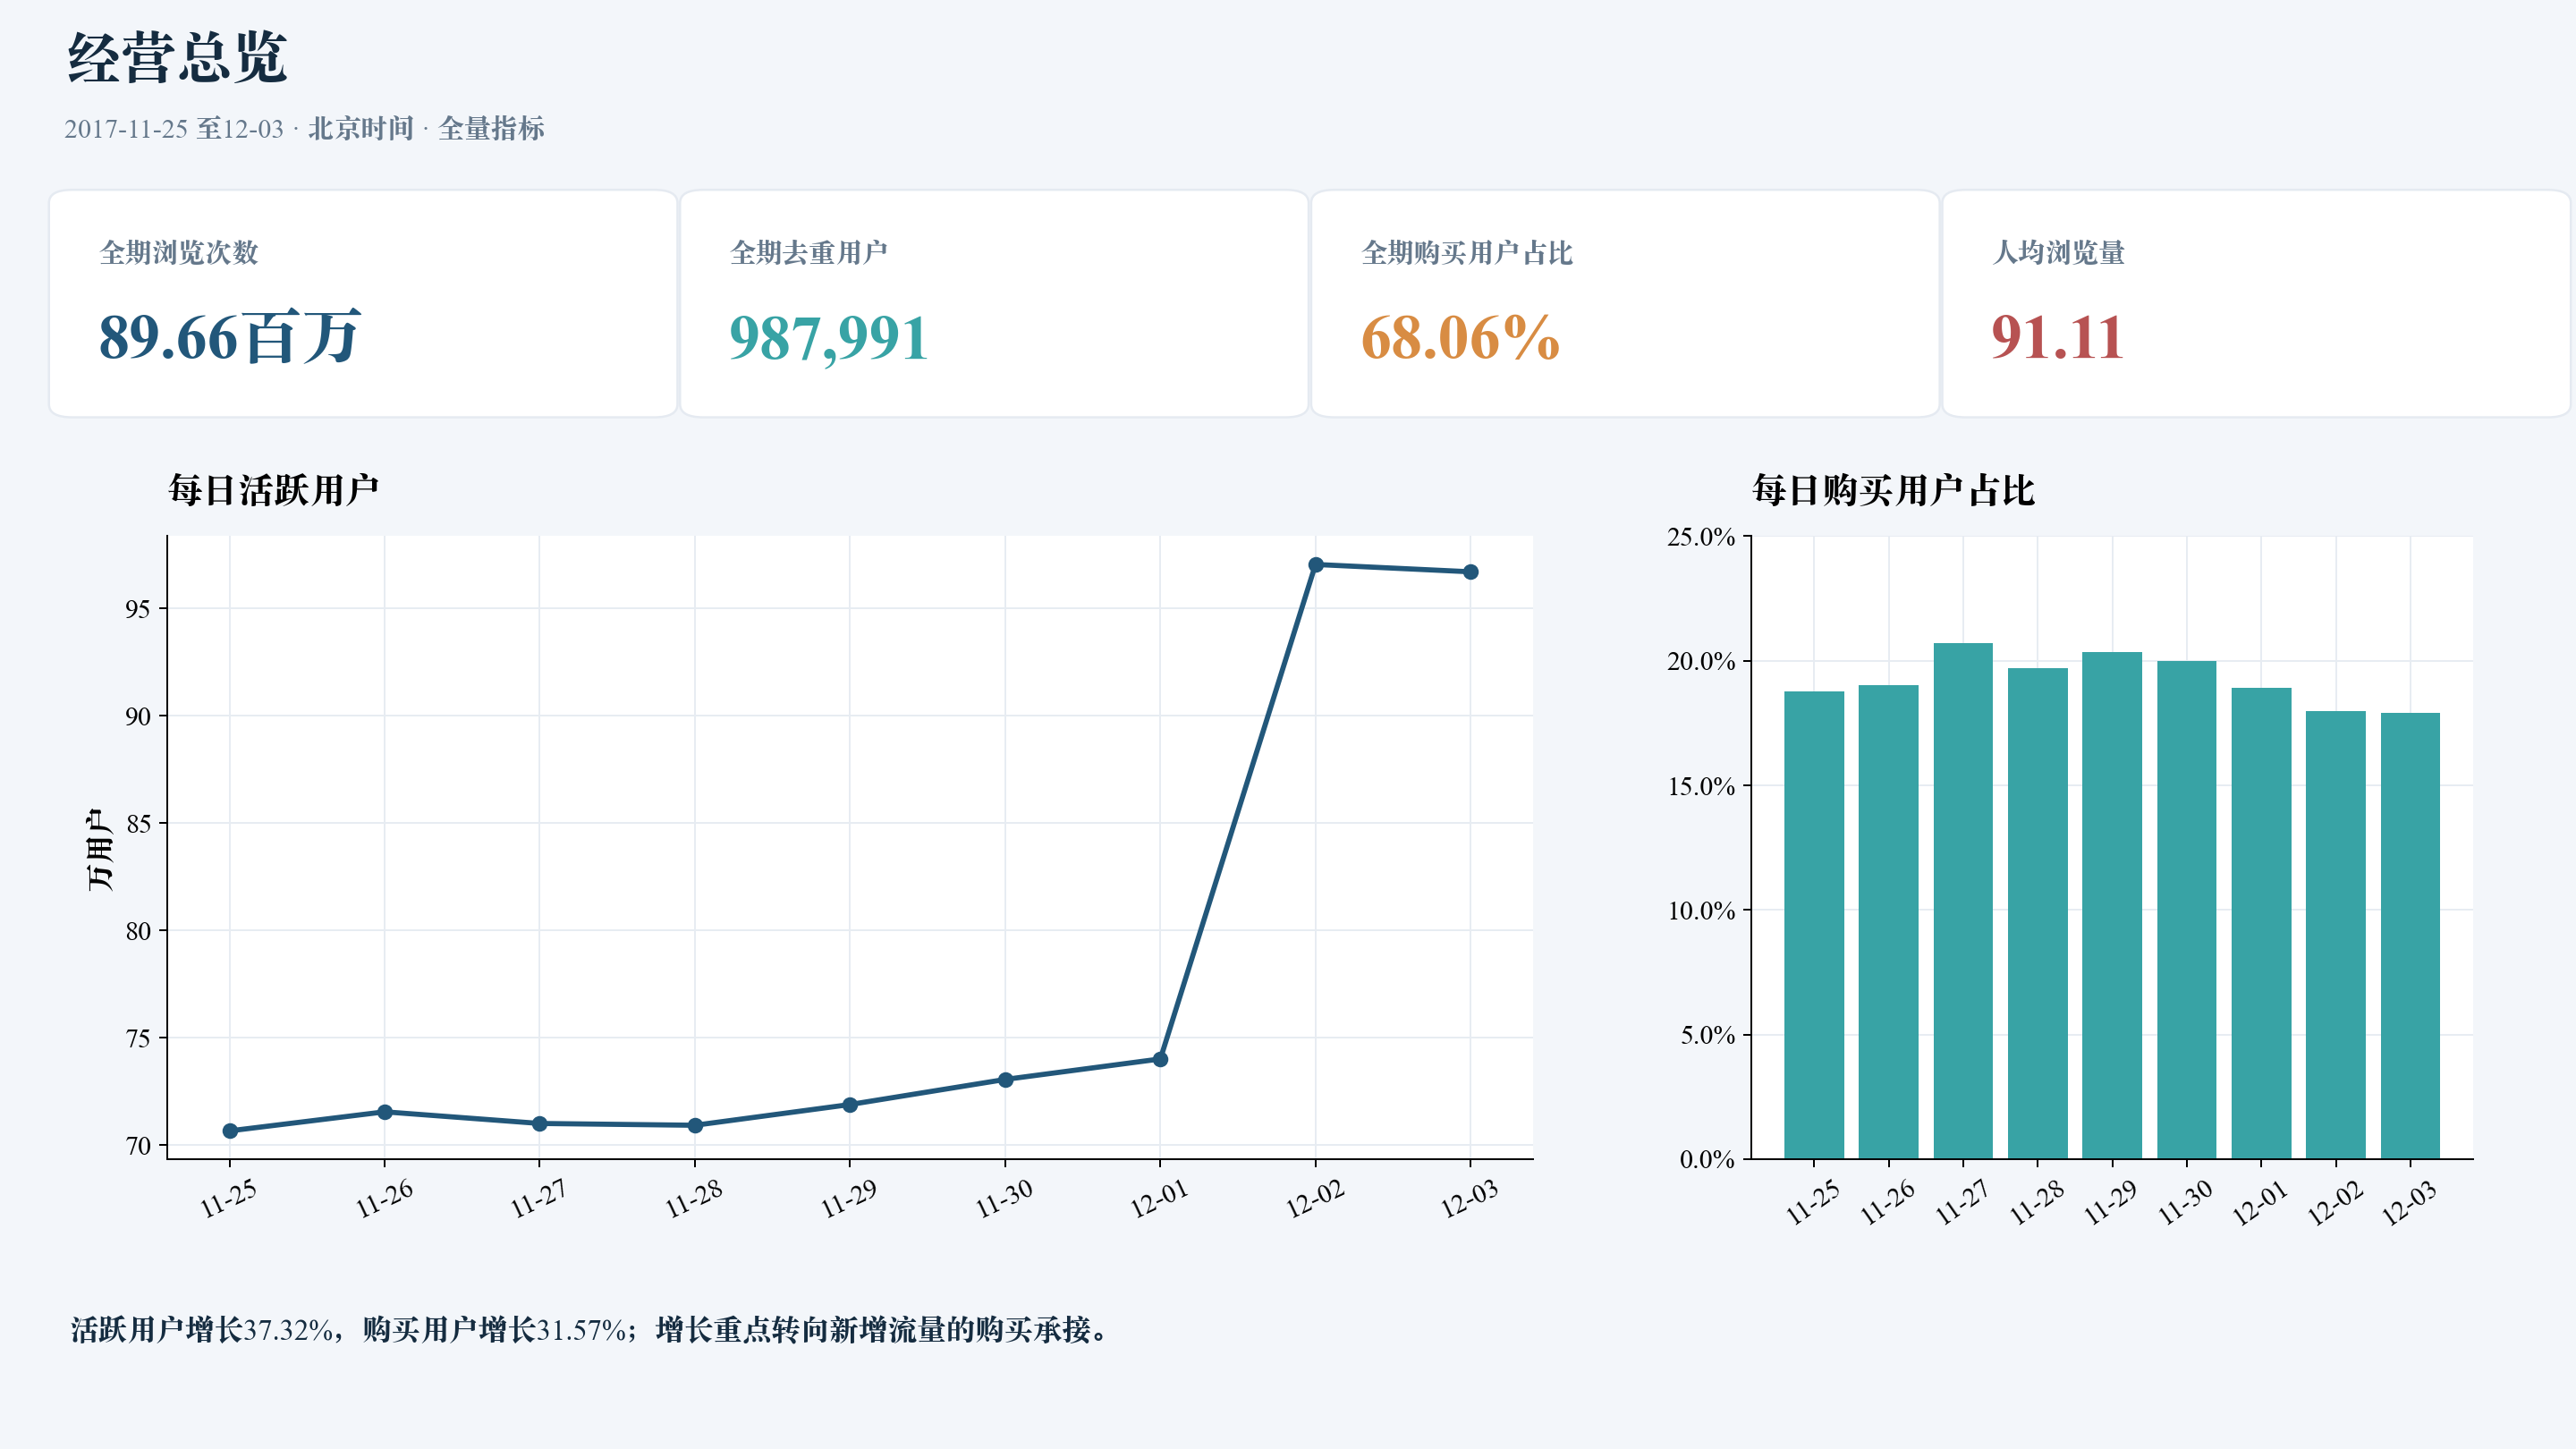 经营总览
2017-11-25 至12-03 · 北京时间 · 全量指标
全期浏览次数
89.66百万
全期去重用户
987,991
全期购买用户占比
68.06%
人均浏览量
91.11
每日活跃用户
万用户
95
90
85
80
75
70
11-25 11-26 11-27 11-28 11-29 11-30 12-01 12-02 12-03
每日购买用户占比
25.0%
20.0%
15.0%
10.0%
5.0%
0.0%
11-25 11-26 11-27 11-28 11-29 11-30 12-01 12-02 12-03
活跃用户增长37.32%，购买用户增长31.57%；增长重点转向新增流量的购买承接。